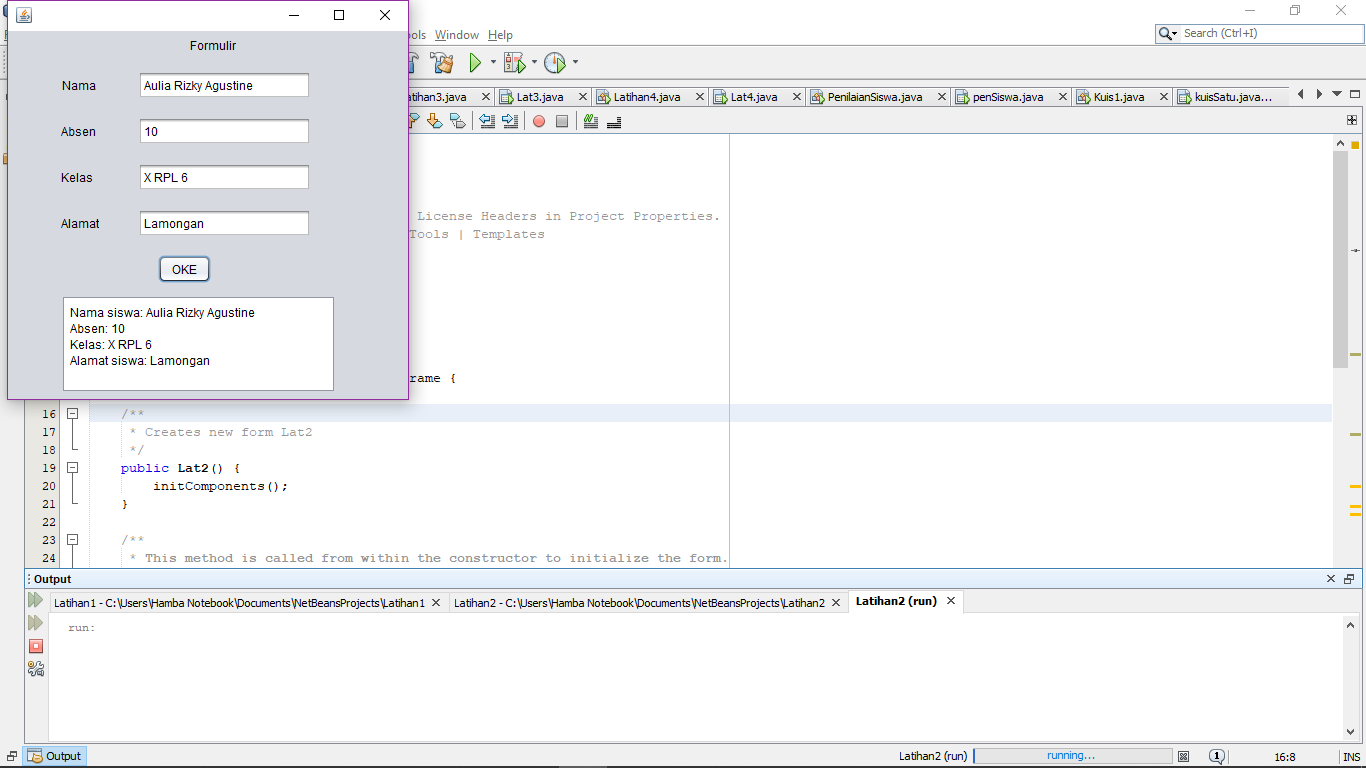 Formulir
Nama
Aulia Rizky Agustine
Absen
10
Kelas
X RPL 6
Alamat
Lamongan
OKE
Nama siswa: Aulia Rizky Agustine
Absen: 10
Kelas: X RPL 6
Alamat siswa: Lamongan
Window Help
Search (Ctrl+I)
Lat3.java
Latihan4.java
Lat4.java
PenilaianSiswa.java
penSiswa.java
Kuis1.java
kuisSatu.java...
License Headers in Project Properties.
Tools | Templates
rame {
16 /**
17 * Creates new form Lat2
18 */
19 public Lat2() {
20 initComponents();
21 }
22
23 /**
24 * This method is called from within the constructor to initialize the form.
Output
Latihan1 - C:\Users\Hamba Notebook\Documents\NetBeansProjects\Latihan1
Latihan2 - C:\Users\Hamba Notebook\Documents\NetBeansProjects\Latihan2
Latihan2 (run)
run:
Output
Latihan2 (run)
running...
1
16:8
INS